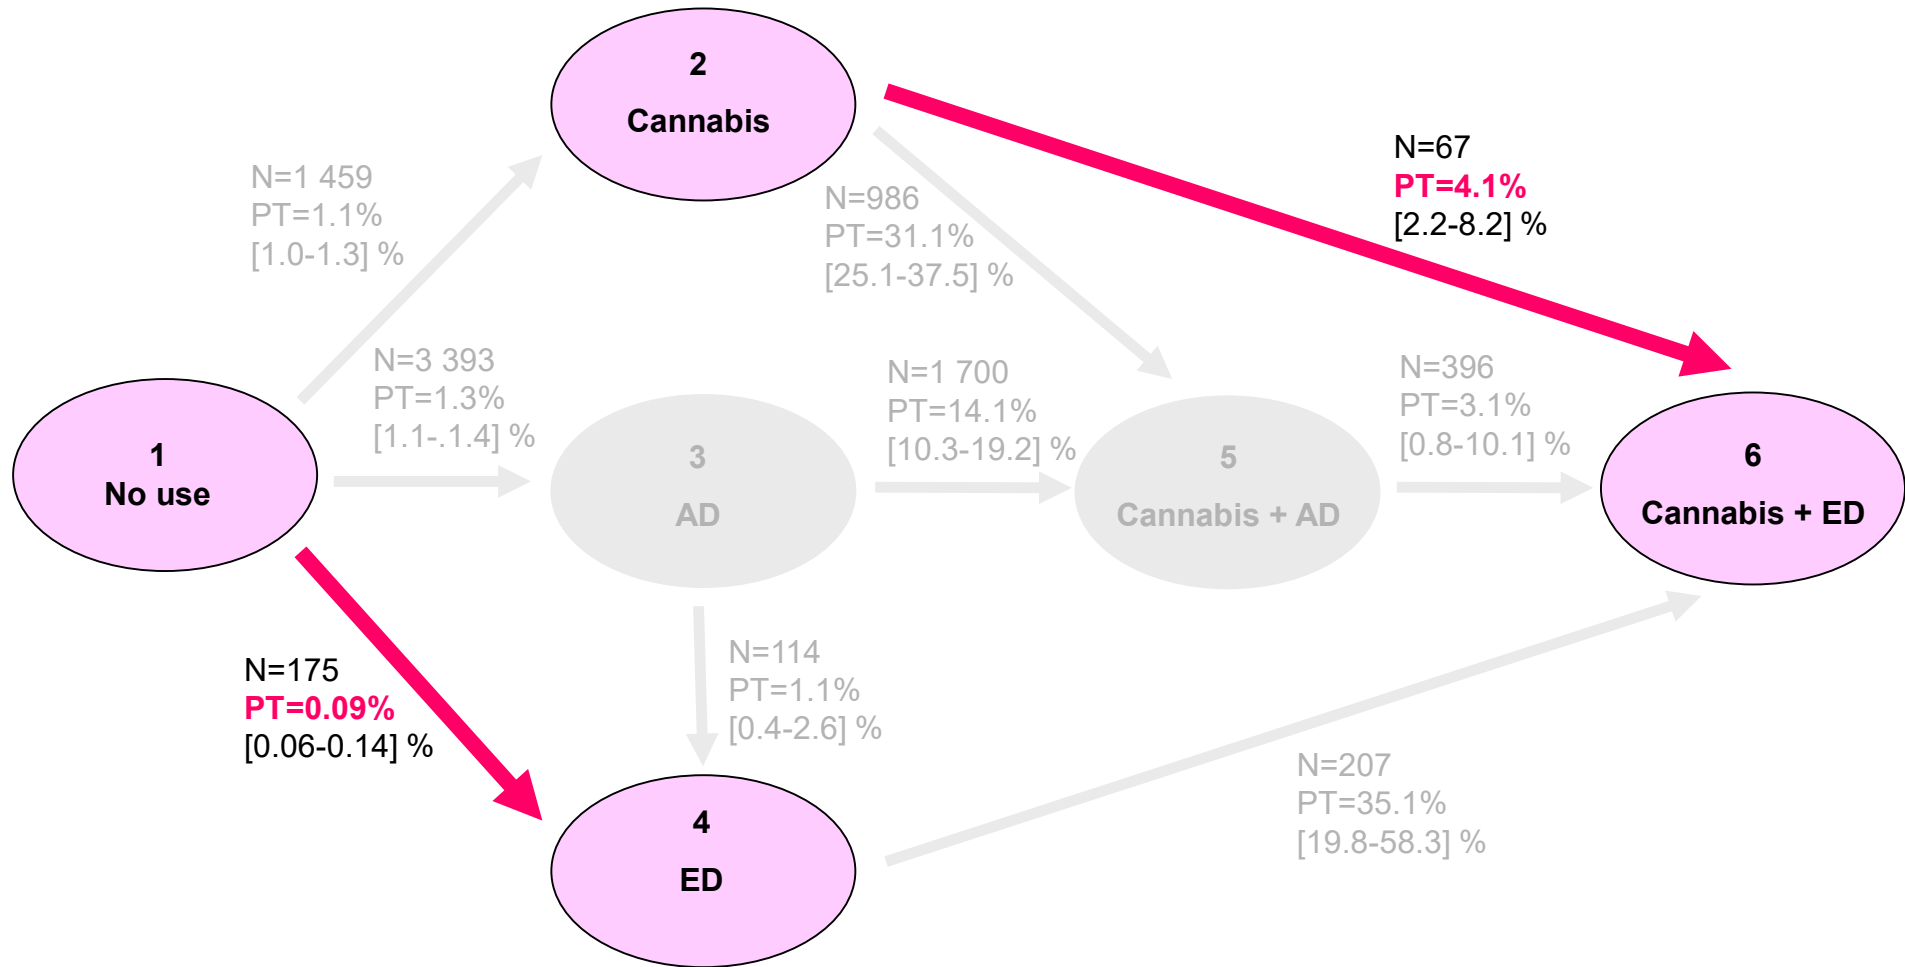 2
Cannabis
N=67
PT=4.1%
[2.2-8.2] %
N=1 459
PT=1.1%
[1.0-1.3] %
N=986
PT=31.1%
[25.1-37.5] %
N=3 393
PT=1.3%
[1.1-.1.4] %
N=1 700
PT=14.1%
[10.3-19.2] %
N=396
PT=3.1%
[0.8-10.1] %
1
No use
3
AD
5
Cannabis + AD
6
Cannabis + ED
N=175
PT=0.09%
[0.06-0.14] %
N=114
PT=1.1%
[0.4-2.6] %
N=207
PT=35.1%
[19.8-58.3] %
4
ED